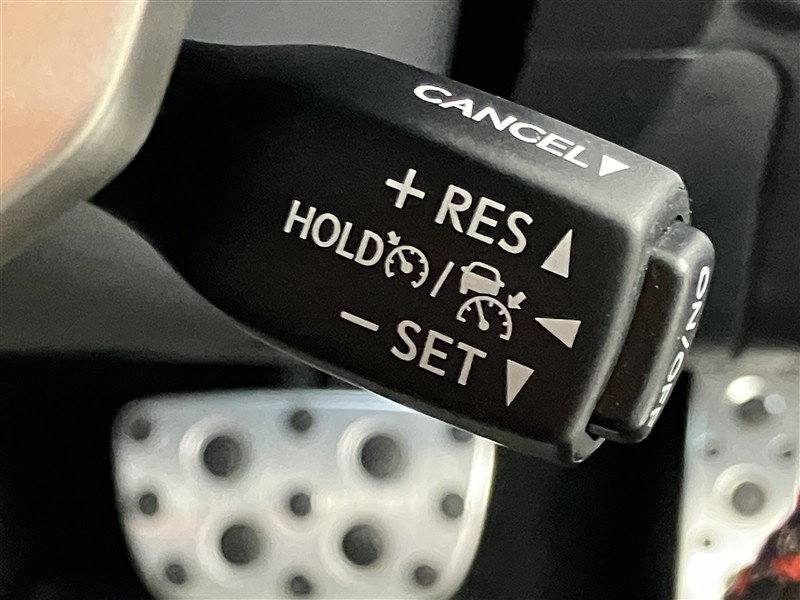 CANCEL▼
+ RES ▲
HOLD / ◀
− SET ▼
ON/OFF